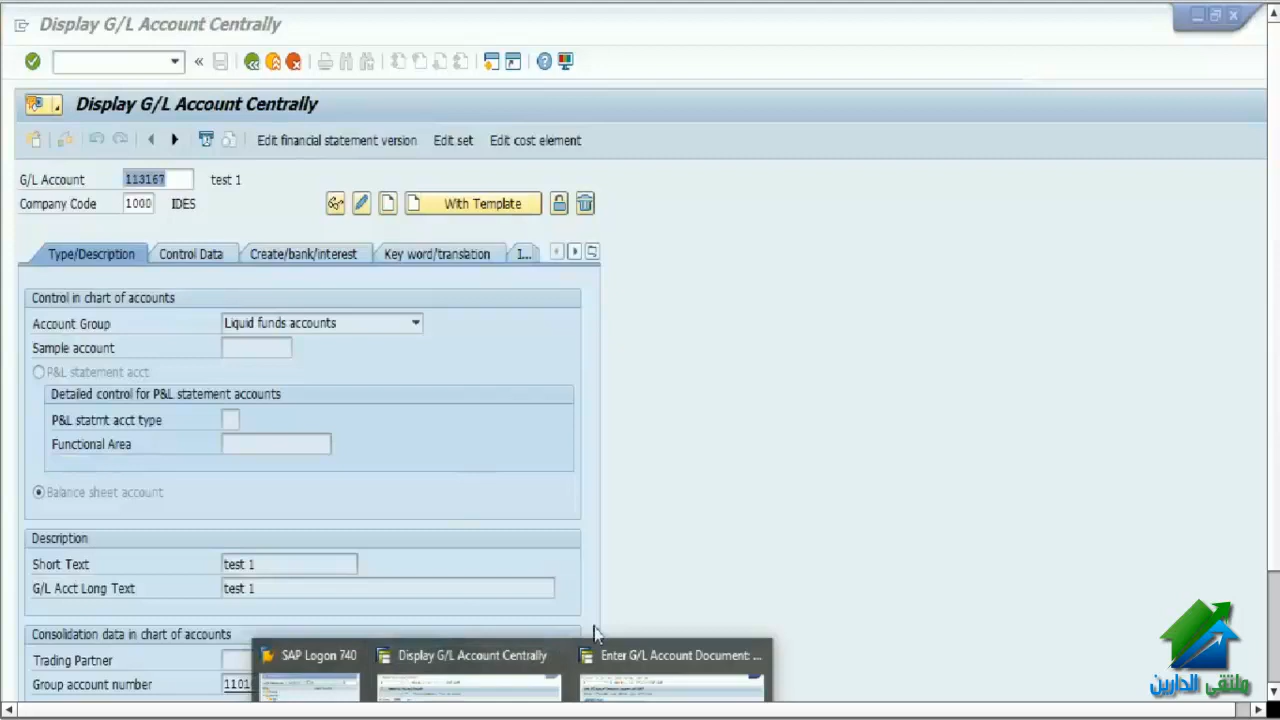 Display G/L Account Centrally
Display G/L Account Centrally
Edit financial statement version Edit set Edit cost element
G/L Account 113167 test 1
Company Code 1000 IDES With Template
Type/Description Control Data Create/bank/interest Key word/translation I...
Control in chart of accounts
Account Group Liquid funds accounts
Sample account
P&L statement acct
Detailed control for P&L statement accounts
P&L statmt acct type
Functional Area
Balance sheet account
Description
Short Text test 1
G/L Acct Long Text test 1
Consolidation data in chart of accounts
Trading Partner
Group account number 1101
SAP Logon 740 Display G/L Account Centrally Enter G/L Account Document: ...
ملتقى الدارين